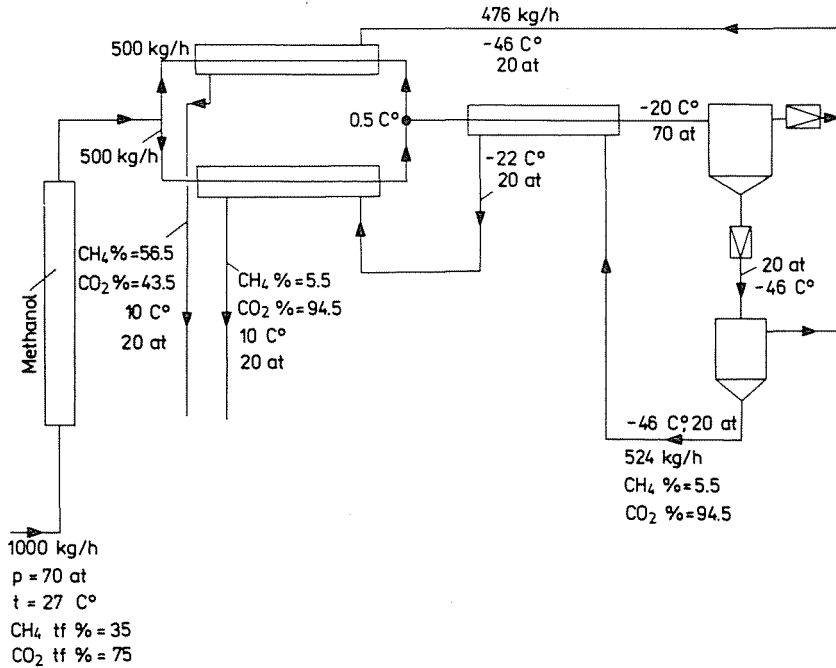 476 kg/h
-46 C°
20 at
500 kg/h
0.5 C°
-20 C°
70 at
500 kg/h
-22 C°
20 at
CH₄% = 56.5
CO₂% = 43.5
10 C°
20 at
CH₄ % = 5.5
CO₂ % = 94.5
10 C°
20 at
20 at
-46 C°
Methanol
-46 C°, 20 at
524 kg/h
CH₄ % = 5.5
CO₂ % = 94.5
1000 kg/h
p = 70 at
t = 27 C°
CH₄ tf % = 35
CO₂ tf % = 75